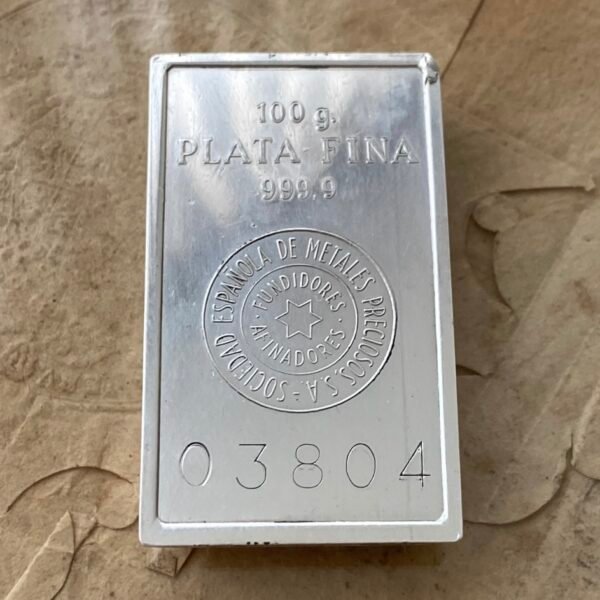 100 g.
PLATA FINA
999,9
SOCIEDAD ESPAÑOLA DE METALES PRECIOSOS, S.A.-
· FUNDIDORES ·
AFINADORES
03804